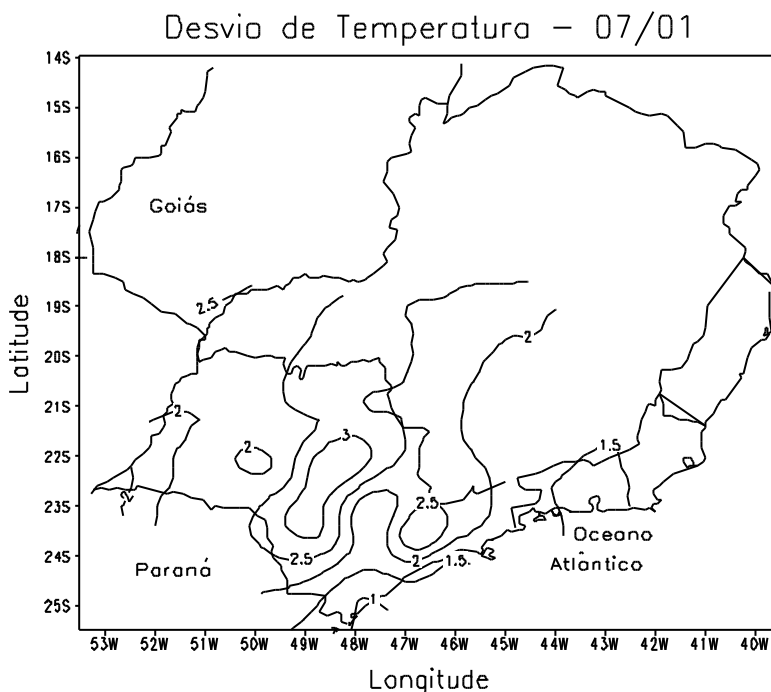 Desvio de Temperatura – 07/01
14S
15S
16S
17S
18S
19S
20S
21S
22S
23S
24S
25S
Latitude
Goiás
2.5
2
2
2
3
1.5
2
2.5
2.5
2
1.5
1
Oceano
Atlântico
Paraná
53W 52W 51W 50W 49W 48W 47W 46W 45W 44W 43W 42W 41W 40W
Longitude